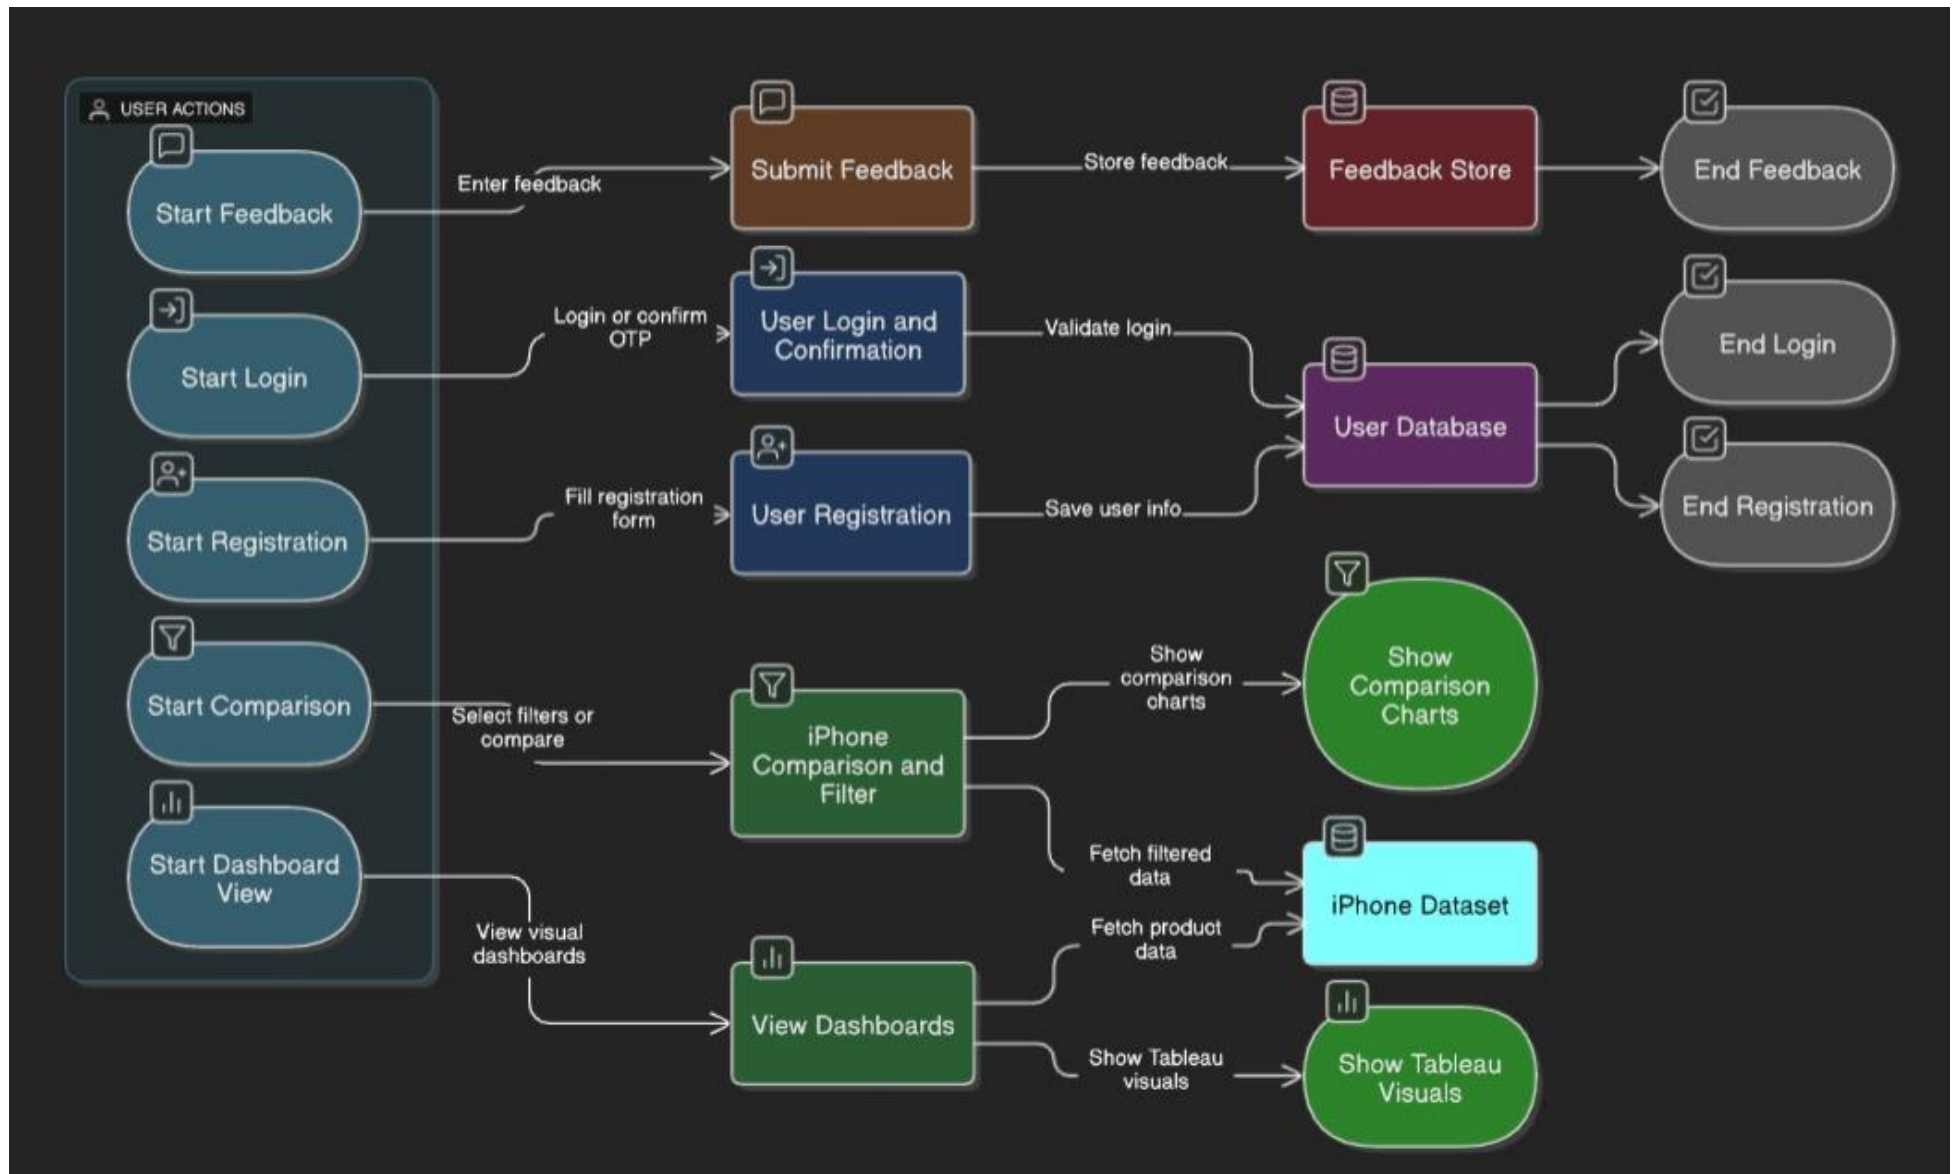 USER ACTIONS
Start Feedback
Enter feedback
Submit Feedback
Store feedback
Feedback Store
End Feedback
Start Login
Login or confirm
OTP
User Login and
Confirmation
Validate login
User Database
End Login
Start Registration
Fill registration
form
User Registration
Save user info
End Registration
Start Comparison
Select filters or
compare
iPhone
Comparison and
Filter
Show
comparison
charts
Show
Comparison
Charts
Fetch filtered
data
iPhone Dataset
Start Dashboard
View
View visual
dashboards
View Dashboards
Fetch product
data
Show Tableau
visuals
Show Tableau
Visuals